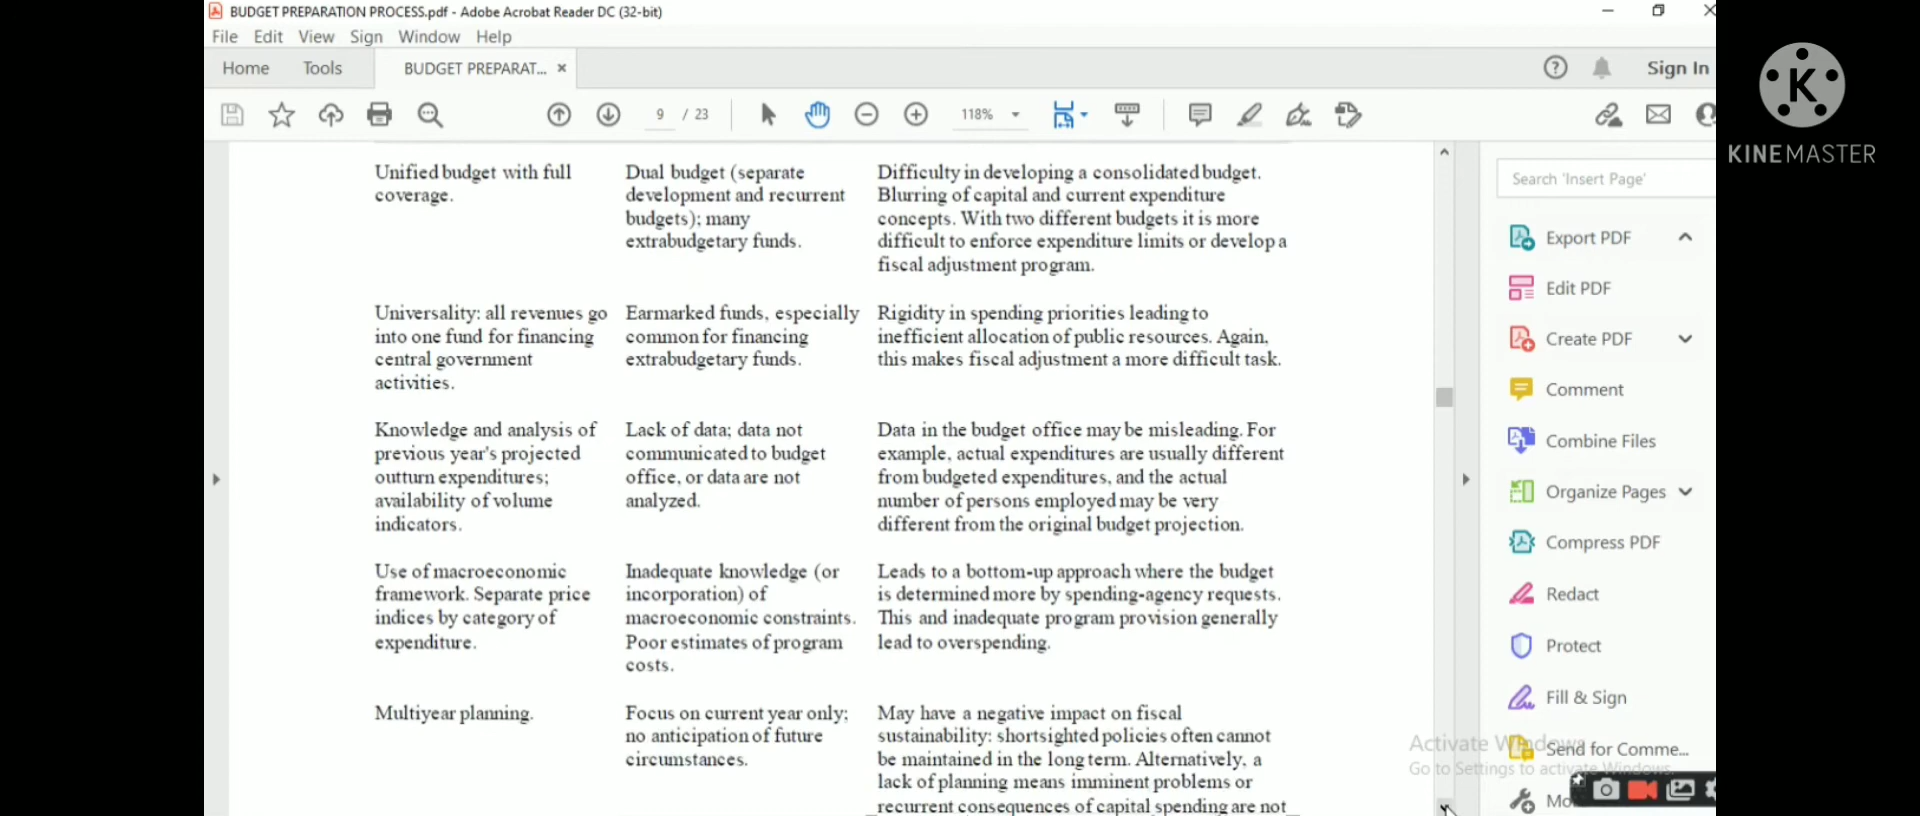 BUDGET PREPARATION PROCESS.pdf - Adobe Acrobat Reader DC (32-bit)
File Edit View Sign Window Help
Home Tools BUDGET PREPARAT... ×
Sign In
9 / 23
118%
KINEMASTER
Search 'Insert Page'
Unified budget with full
coverage.
Dual budget (separate
development and recurrent
budgets); many
extrabudgetary funds.
Difficulty in developing a consolidated budget.
Blurring of capital and current expenditure
concepts. With two different budgets it is more
difficult to enforce expenditure limits or develop a
fiscal adjustment program.
Universality: all revenues go
into one fund for financing
central government
activities.
Earmarked funds, especially
common for financing
extrabudgetary funds.
Rigidity in spending priorities leading to
inefficient allocation of public resources. Again,
this makes fiscal adjustment a more difficult task.
Knowledge and analysis of
previous year's projected
outturn expenditures;
availability of volume
indicators.
Lack of data; data not
communicated to budget
office, or data are not
analyzed.
Data in the budget office may be misleading. For
example, actual expenditures are usually different
from budgeted expenditures, and the actual
number of persons employed may be very
different from the original budget projection.
Use of macroeconomic
framework. Separate price
indices by category of
expenditure.
Inadequate knowledge (or
incorporation) of
macroeconomic constraints.
Poor estimates of program
costs.
Leads to a bottom-up approach where the budget
is determined more by spending-agency requests.
This and inadequate program provision generally
lead to overspending.
Multiyear planning.
Focus on current year only;
no anticipation of future
circumstances.
May have a negative impact on fiscal
sustainability: shortsighted policies often cannot
be maintained in the long term. Alternatively, a
lack of planning means imminent problems or
recurrent consequences of capital spending are not
Export PDF
Edit PDF
Create PDF
Comment
Combine Files
Organize Pages
Compress PDF
Redact
Protect
Fill & Sign
Send for Comme...
Mo
Activate Windows
Go to Settings to activate Windows.